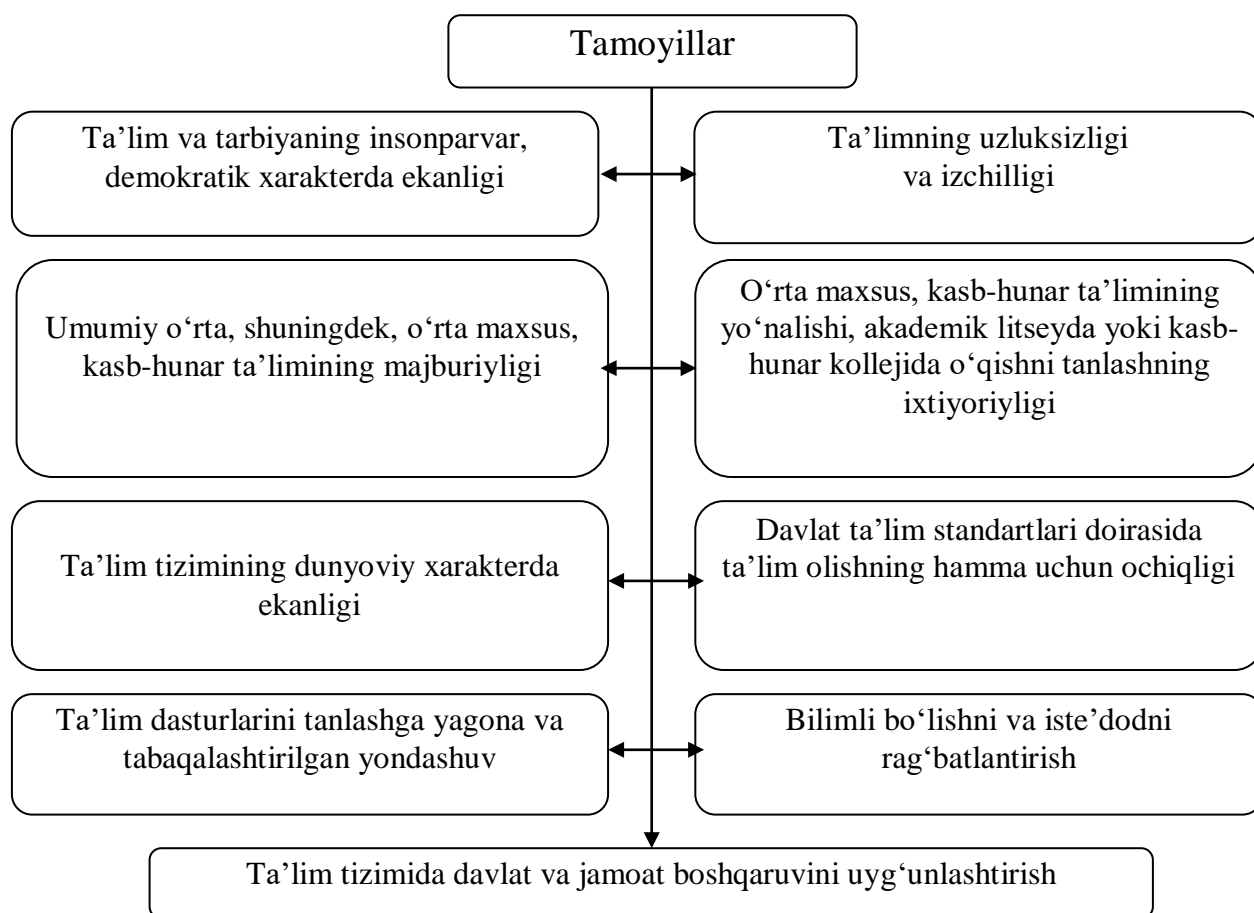 Tamoyillar
Ta’lim va tarbiyaning insonparvar,
demokratik xarakterda ekanligi
Ta’limning uzluksizligi
va izchilligi
Umumiy o‘rta, shuningdek, o‘rta maxsus,
kasb-hunar ta’limining majburiyligi
O‘rta maxsus, kasb-hunar ta’limining
yo‘nalishi, akademik litseyda yoki kasb-
hunar kollejida o‘qishni tanlashning
ixtiyoriyligi
Ta’lim tizimining dunyoviy xarakterda
ekanligi
Davlat ta’lim standartlari doirasida
ta’lim olishning hamma uchun ochiqligi
Ta’lim dasturlarini tanlashga yagona va
tabaqalashtirilgan yondashuv
Bilimli bo‘lishni va iste’dodni
rag‘batlantirish
Ta’lim tizimida davlat va jamoat boshqaruvini uyg‘unlashtirish